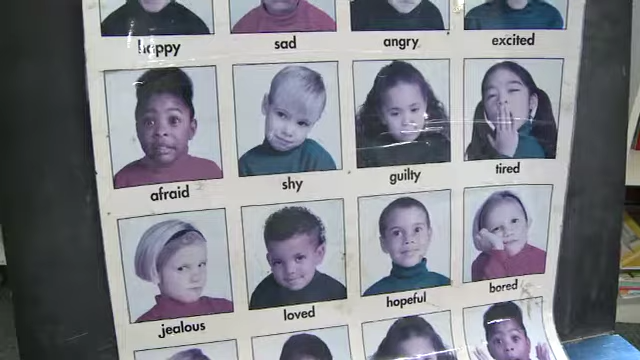 happy sad angry excited
afraid shy guilty tired
jealous loved hopeful bored